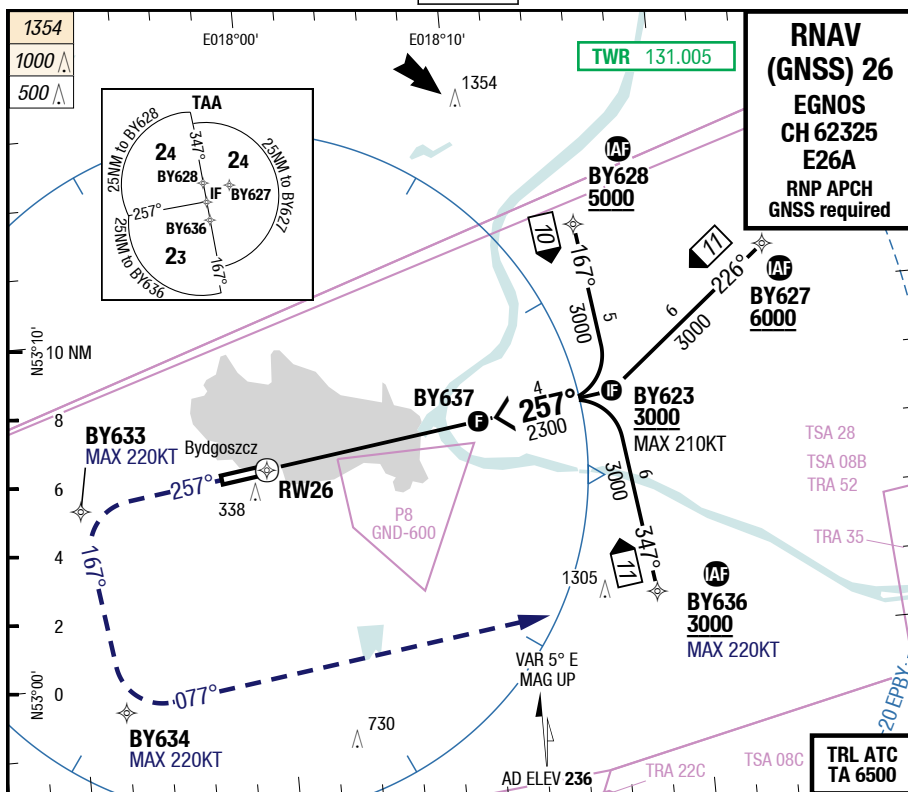 1354
1000
500
E018°00'
E018°10'
1354
TWR 131.005
RNAV
(GNSS) 26
EGNOS
CH 62325
E26A
RNP APCH
GNSS required
TAA
25NM to BY628
25NM to BY627
25NM to BY636
347°
24
24
BY628
IF
BY627
257°
BY636
23
167°
IAF
BY628
5000
10
167°
5
3000
11
226°
6
3000
IAF
BY627
6000
N53°10'
10 NM
8
6
4
2
0
N53°00'
BY637
F
4
257°
2300
IF
BY623
3000
MAX 210KT
BY633
MAX 220KT
Bydgoszcz
257°
RW26
338
P8
GND-600
6
3000
347°
11
1305
IAF
BY636
3000
MAX 220KT
TSA 28
TSA 08B
TRA 52
TRA 35
167°
077°
BY634
MAX 220KT
730
VAR 5° E
MAG UP
AD ELEV 236
TRA 22C
TSA 08C
20 EPBY
TRL ATC
TA 6500